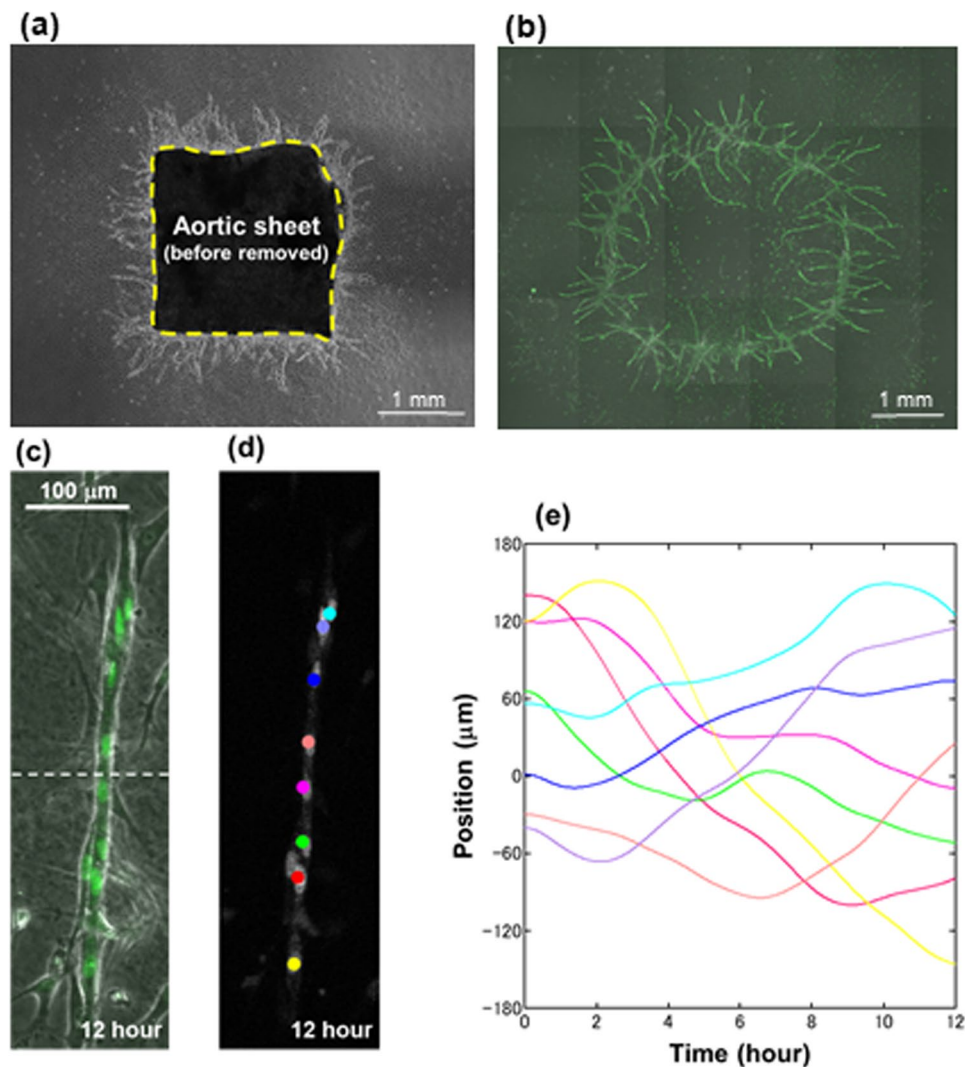 (a)
Aortic sheet
(before removed)
1 mm
(b)
1 mm
(c)
100 μm
12 hour
(d)
12 hour
(e)
180
120
60
0
−60
−120
−180
Position (μm)
0 2 4 6 8 10 12
Time (hour)